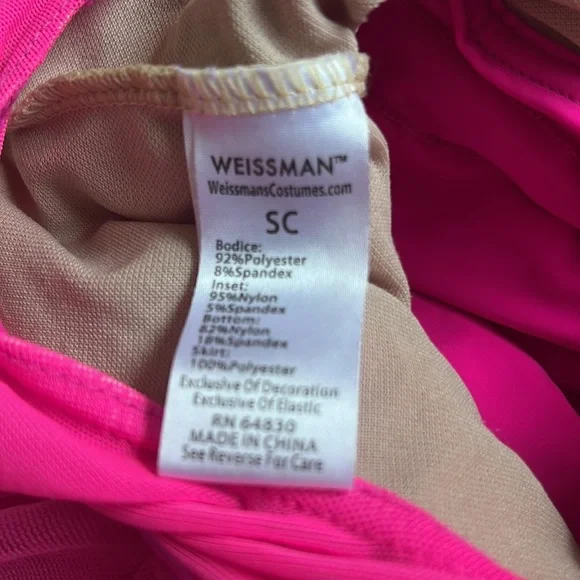 WEISSMAN™
WeissmansCostumes.com
SC
Bodice:
92%Polyester
8%Spandex
Inset:
95%Nylon
5%Spandex
Bottom:
82%Nylon
18%Spandex
Skirt:
100%Polyester
Exclusive Of Decoration
Exclusive Of Elastic
RN 64830
MADE IN CHINA
See Reverse For Care